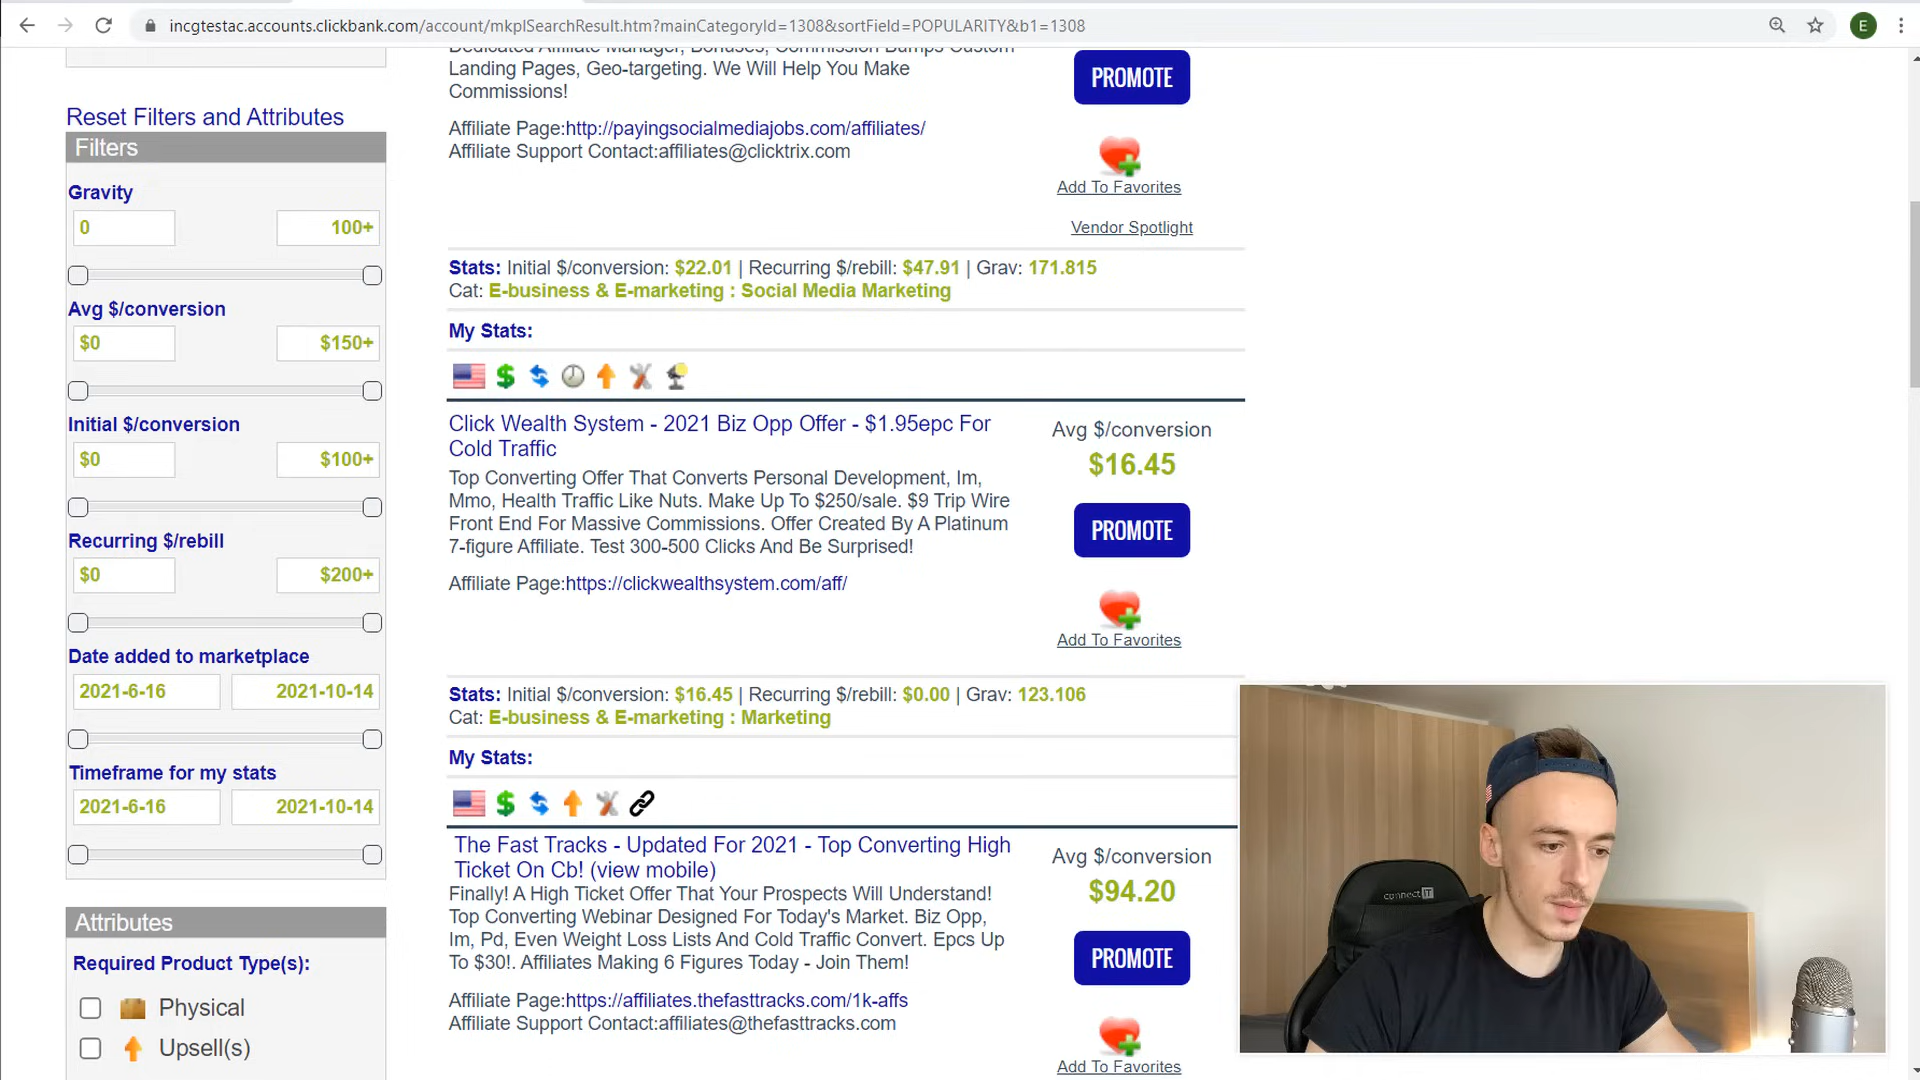 incgtestac.accounts.clickbank.com/account/mkplSearchResult.htm?mainCategoryId=1308&sortField=POPULARITY&b1=1308
E
Reset Filters and Attributes
Filters
Gravity
0
100+
Avg $/conversion
$0
$150+
Initial $/conversion
$0
$100+
Recurring $/rebill
$0
$200+
Date added to marketplace
2021-6-16
2021-10-14
Timeframe for my stats
2021-6-16
2021-10-14
Attributes
Required Product Type(s):
Physical
Upsell(s)
Dedicated Affiliate Manager, Bonuses, Commission Bumps Custom
Landing Pages, Geo-targeting. We Will Help You Make
Commissions!
Affiliate Page:http://payingsocialmediajobs.com/affiliates/
Affiliate Support Contact:affiliates@clicktrix.com
PROMOTE
Add To Favorites
Vendor Spotlight
Stats: Initial $/conversion: $22.01 | Recurring $/rebill: $47.91 | Grav: 171.815
Cat: E-business & E-marketing : Social Media Marketing
My Stats:
Click Wealth System - 2021 Biz Opp Offer - $1.95epc For
Cold Traffic
Top Converting Offer That Converts Personal Development, Im,
Mmo, Health Traffic Like Nuts. Make Up To $250/sale. $9 Trip Wire
Front End For Massive Commissions. Offer Created By A Platinum
7-figure Affiliate. Test 300-500 Clicks And Be Surprised!
Affiliate Page:https://clickwealthsystem.com/aff/
Avg $/conversion
$16.45
PROMOTE
Add To Favorites
Stats: Initial $/conversion: $16.45 | Recurring $/rebill: $0.00 | Grav: 123.106
Cat: E-business & E-marketing : Marketing
My Stats:
The Fast Tracks - Updated For 2021 - Top Converting High
Ticket On Cb! (view mobile)
Finally! A High Ticket Offer That Your Prospects Will Understand!
Top Converting Webinar Designed For Today's Market. Biz Opp,
Im, Pd, Even Weight Loss Lists And Cold Traffic Convert. Epcs Up
To $30!. Affiliates Making 6 Figures Today - Join Them!
Affiliate Page:https://affiliates.thefasttracks.com/1k-affs
Affiliate Support Contact:affiliates@thefasttracks.com
Avg $/conversion
$94.20
PROMOTE
Add To Favorites
connect IT